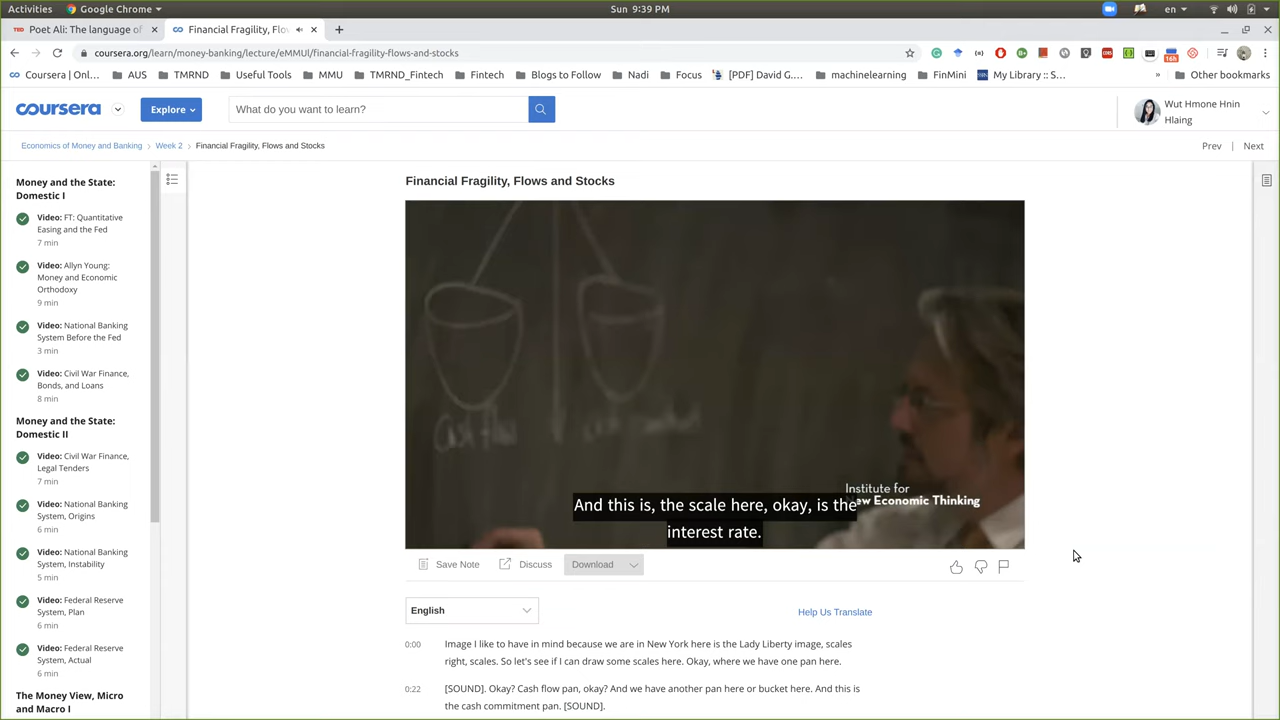 Activities
Google Chrome
Sun 9:39 PM
en
Poet Ali: The language of
Financial Fragility, Flo
coursera.org/learn/money-banking/lecture/eMMUl/financial-fragility-flows-and-stocks
Coursera | Onl...
AUS
TMRND
Useful Tools
MMU
TMRND_Fintech
Fintech
Blogs to Follow
Nadi
Focus
[PDF] David G....
machinelearning
FinMini
My Library :: S...
»
Other bookmarks
coursera
Explore
What do you want to learn?
Wut Hmone Hnin
Hlaing
Economics of Money and Banking
Week 2
Financial Fragility, Flows and Stocks
Prev
Next
Money and the State:
Domestic I
Video: FT: Quantitative
Easing and the Fed
7 min
Video: Allyn Young:
Money and Economic
Orthodoxy
9 min
Video: National Banking
System Before the Fed
3 min
Video: Civil War Finance,
Bonds, and Loans
8 min
Money and the State:
Domestic II
Video: Civil War Finance,
Legal Tenders
7 min
Video: National Banking
System, Origins
6 min
Video: National Banking
System, Instability
5 min
Video: Federal Reserve
System, Plan
6 min
Video: Federal Reserve
System, Actual
6 min
The Money View, Micro
and Macro I
Financial Fragility, Flows and Stocks
Cash flow
Institute for
ew Economic Thinking
And this is, the scale here, okay, is the
interest rate.
Save Note
Discuss
Download
English
Help Us Translate
0:00
Image I like to have in mind because we are in New York here is the Lady Liberty image, scales
right, scales. So let's see if I can draw some scales here. Okay, where we have one pan here.
0:22
[SOUND]. Okay? Cash flow pan, okay? And we have another pan here or bucket here. And this is
the cash commitment pan. [SOUND].